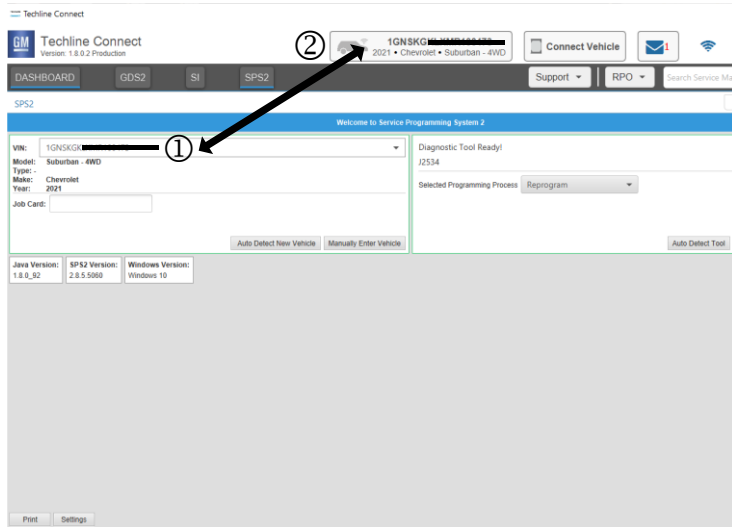 Techline Connect
GM
Techline Connect
Version: 1.8.0.2 Production
②
2021 • Chevrolet • Suburban - 4WD
Connect Vehicle
1
DASHBOARD GDS2 SI SPS2
Support
RPO
Search Service Ma
SPS2
Welcome to Service Programming System 2
VIN: 1GNSKGK
①
Model: Suburban - 4WD
Type: -
Make: Chevrolet
Year: 2021
Job Card:
Auto Detect New Vehicle Manually Enter Vehicle
Diagnostic Tool Ready!
J2534
Selected Programming Process Reprogram
Auto Detect Tool
Java Version: SPS2 Version: Windows Version:
1.8.0_92 2.8.5.5060 Windows 10
Print Settings